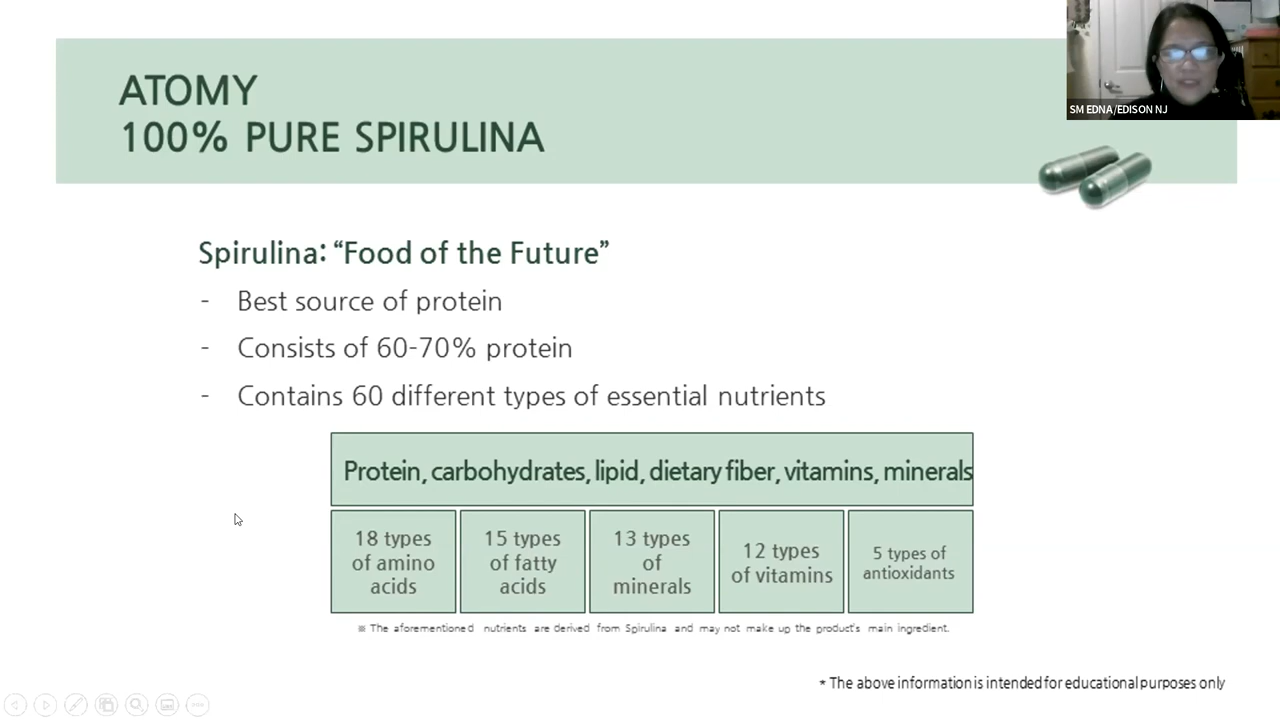 SM EDNA/EDISON NJ
ATOMY
100% PURE SPIRULINA
Spirulina: “Food of the Future”
- Best source of protein
- Consists of 60-70% protein
- Contains 60 different types of essential nutrients
Protein, carbohydrates, lipid, dietary fiber, vitamins, minerals
18 types
of amino
acids
15 types
of fatty
acids
13 types
of
minerals
12 types
of vitamins
5 types of
antioxidants
※ The aforementioned nutrients are derived from Spirulina and may not make up the product's main ingredient.
* The above information is intended for educational purposes only